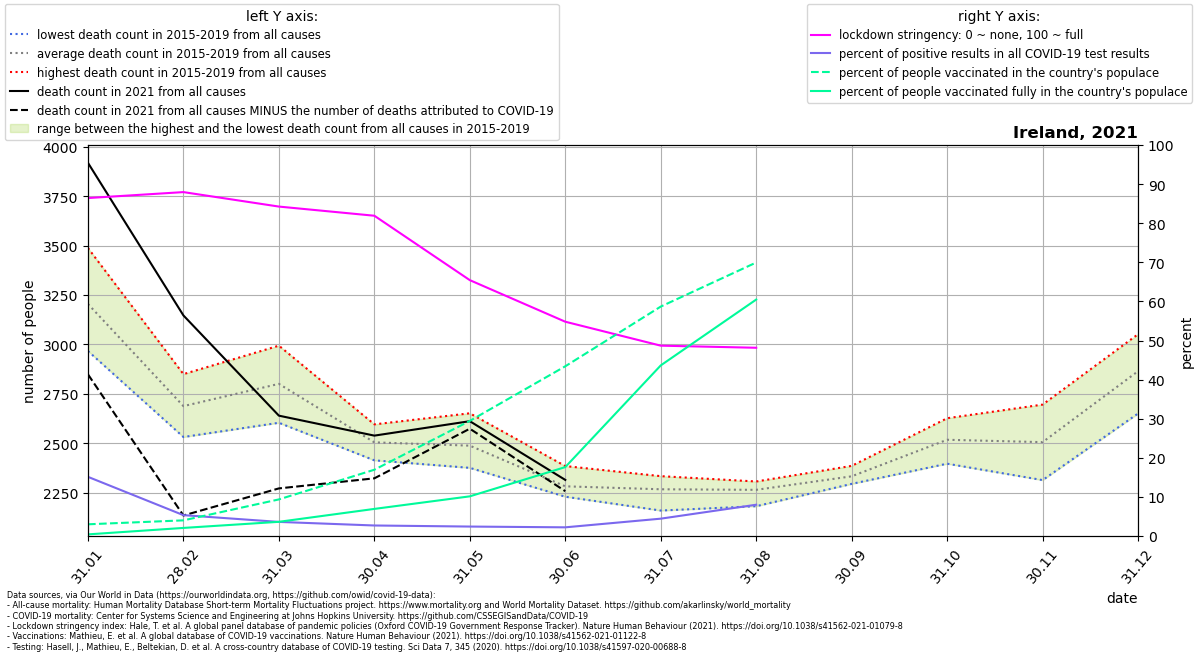 left Y axis:
lowest death count in 2015-2019 from all causes
average death count in 2015-2019 from all causes
highest death count in 2015-2019 from all causes
death count in 2021 from all causes
death count in 2021 from all causes MINUS the number of deaths attributed to COVID-19
range between the highest and the lowest death count from all causes in 2015-2019
right Y axis:
lockdown stringency: 0 ~ none, 100 ~ full
percent of positive results in all COVID-19 test results
percent of people vaccinated in the country's populace
percent of people vaccinated fully in the country's populace
Ireland, 2021
number of people
4000
3750
3500
3250
3000
2750
2500
2250
100
90
80
70
60
50
40
30
20
10
0
percent
31.01
28.02
31.03
30.04
31.05
30.06
31.07
31.08
30.09
31.10
30.11
31.12
date
Data sources, via Our World in Data (https://ourworldindata.org, https://github.com/owid/covid-19-data):
- All-cause mortality: Human Mortality Database Short-term Mortality Fluctuations project. https://www.mortality.org and World Mortality Dataset. https://github.com/akarlinsky/world_mortality
- COVID-19 mortality: Center for Systems Science and Engineering at Johns Hopkins University. https://github.com/CSSEGISandData/COVID-19
- Lockdown stringency index: Hale, T. et al. A global panel database of pandemic policies (Oxford COVID-19 Government Response Tracker). Nature Human Behaviour (2021). https://doi.org/10.1038/s41562-021-01079-8
- Vaccinations: Mathieu, E. et al. A global database of COVID-19 vaccinations. Nature Human Behaviour (2021). https://doi.org/10.1038/s41562-021-01122-8
- Testing: Hasell, J., Mathieu, E., Beltekian, D. et al. A cross-country database of COVID-19 testing. Sci Data 7, 345 (2020). https://doi.org/10.1038/s41597-020-00688-8